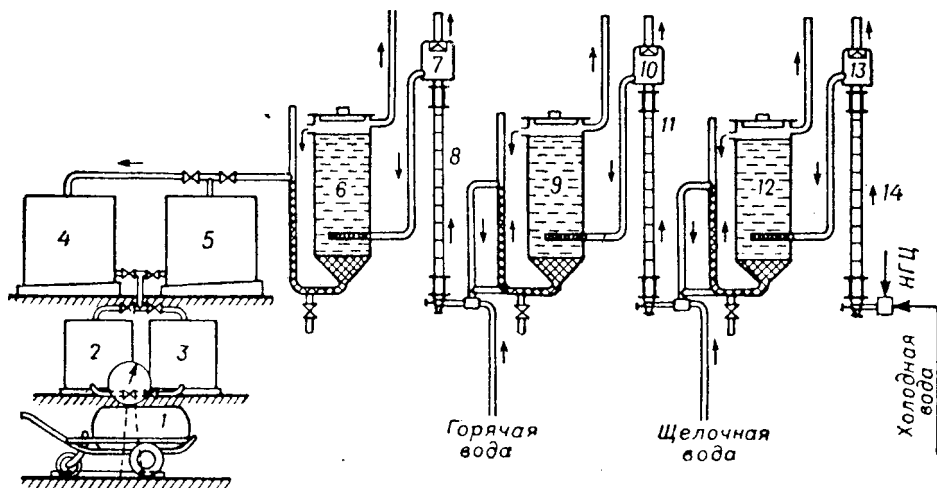 7
10
13
8
11
6
9
12
14
4
5
НГЦ
2
3
1
Горячая
вода
Щелочная
вода
Холодная
вода